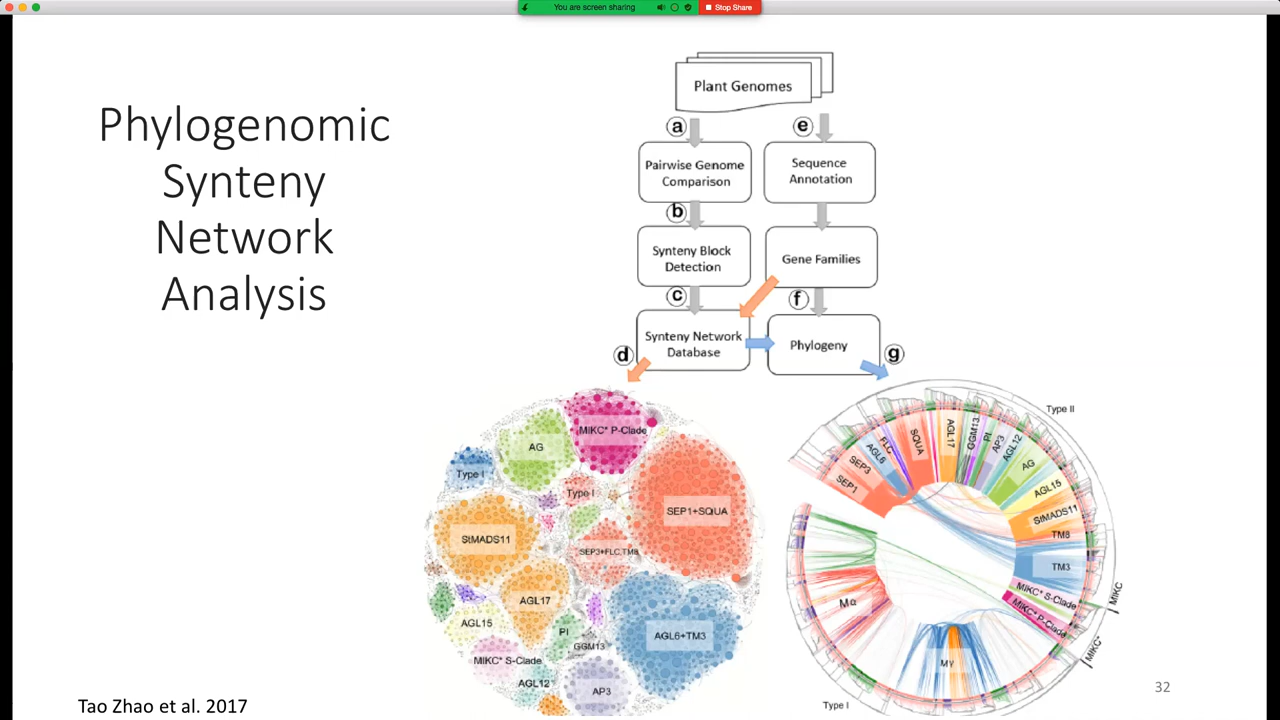 You are screen sharing
Stop Share
Phylogenomic
Synteny
Network
Analysis
Plant Genomes
a
e
Pairwise Genome
Comparison
Sequence
Annotation
b
Synteny Block
Detection
Gene Families
c
f
Synteny Network
Database
Phylogeny
d
g
MIKC* P-Clade
AG
Type I
Type I
SEP1+SQUA
StMADS11
SEP3+FLC,TM8
AGL17
AGL15
PI
GGM13
AGL6+TM3
MIKC* S-Clade
AGL12
AP3
Type II
SEP1
SEP3
AGL6
FLC
SQUA
AGL17
GGM13
PI
AP3
AGL12
AG
AGL15
StMADS11
TM8
TM3
MIKC* S-Clade
MIKC* P-Clade
MIKC
MIKC*
Mα
Mγ
Type I
32
Tao Zhao et al. 2017